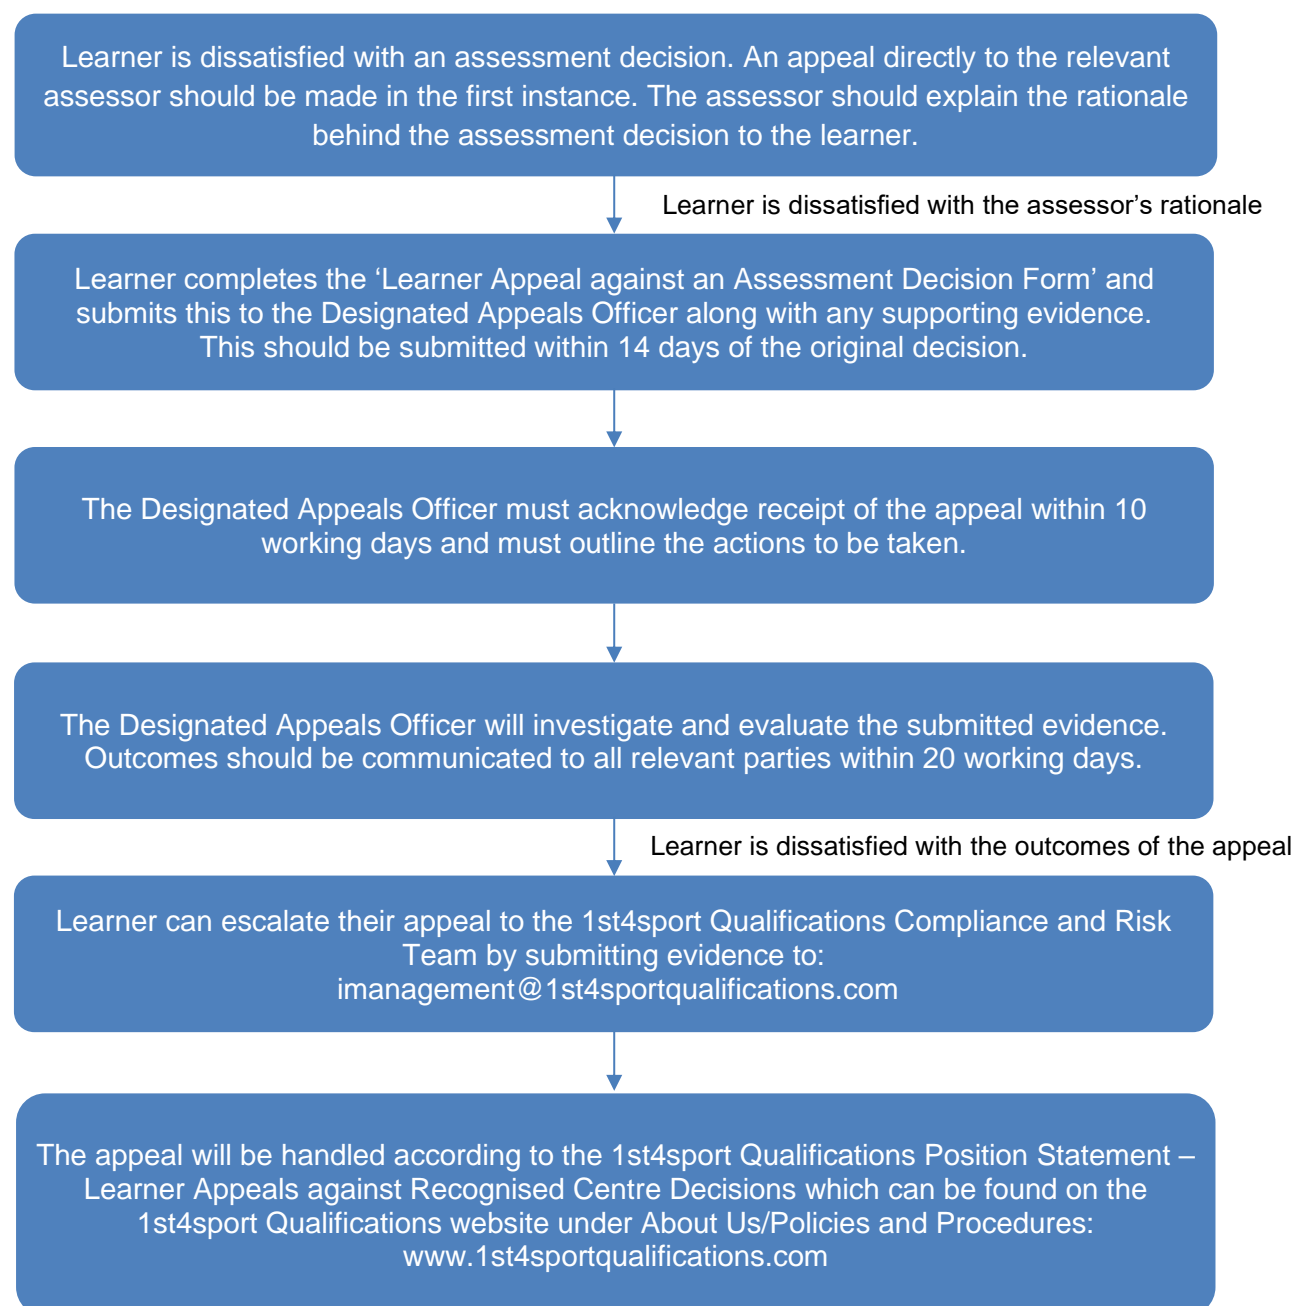 Learner is dissatisfied with an assessment decision. An appeal directly to the relevant
assessor should be made in the first instance. The assessor should explain the rationale
behind the assessment decision to the learner.
Learner is dissatisfied with the assessor’s rationale
Learner completes the ‘Learner Appeal against an Assessment Decision Form’ and
submits this to the Designated Appeals Officer along with any supporting evidence.
This should be submitted within 14 days of the original decision.
The Designated Appeals Officer must acknowledge receipt of the appeal within 10
working days and must outline the actions to be taken.
The Designated Appeals Officer will investigate and evaluate the submitted evidence.
Outcomes should be communicated to all relevant parties within 20 working days.
Learner is dissatisfied with the outcomes of the appeal
Learner can escalate their appeal to the 1st4sport Qualifications Compliance and Risk
Team by submitting evidence to:
imanagement@1st4sportqualifications.com
The appeal will be handled according to the 1st4sport Qualifications Position Statement –
Learner Appeals against Recognised Centre Decisions which can be found on the
1st4sport Qualifications website under About Us/Policies and Procedures:
www.1st4sportqualifications.com